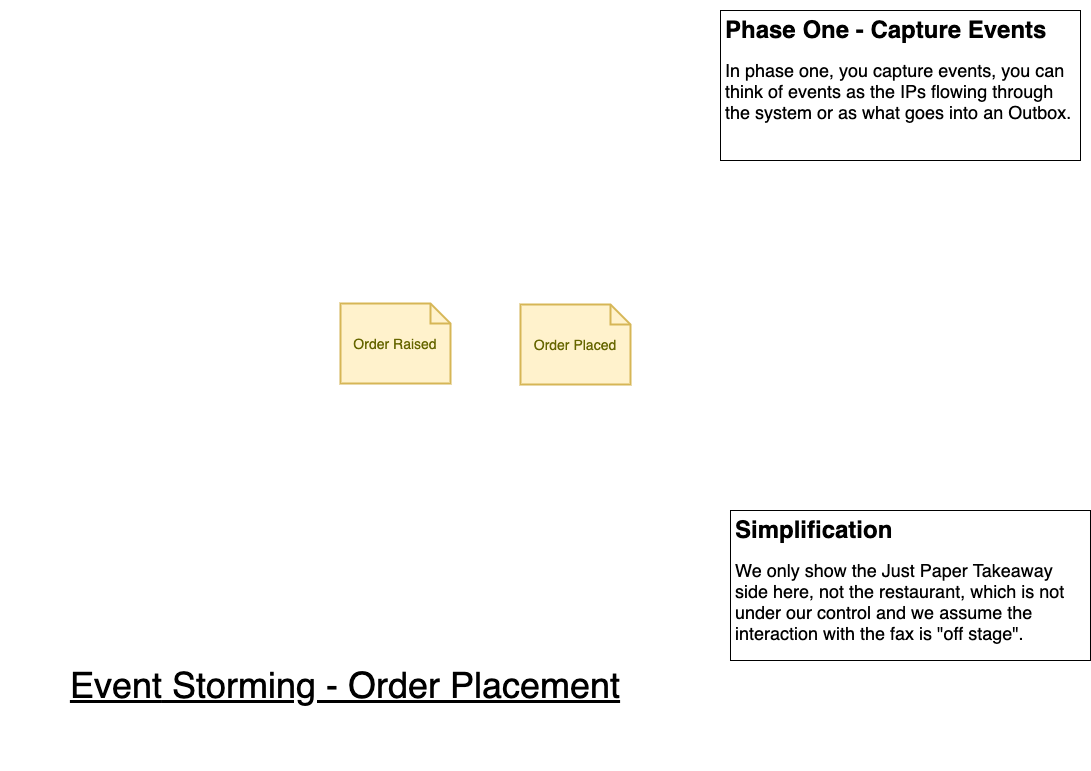 Phase One - Capture Events
In phase one, you capture events, you can
think of events as the IPs flowing through
the system or as what goes into an Outbox.
Order Raised
Order Placed
Simplification
We only show the Just Paper Takeaway
side here, not the restaurant, which is not
under our control and we assume the
interaction with the fax is "off stage".
Event Storming - Order Placement